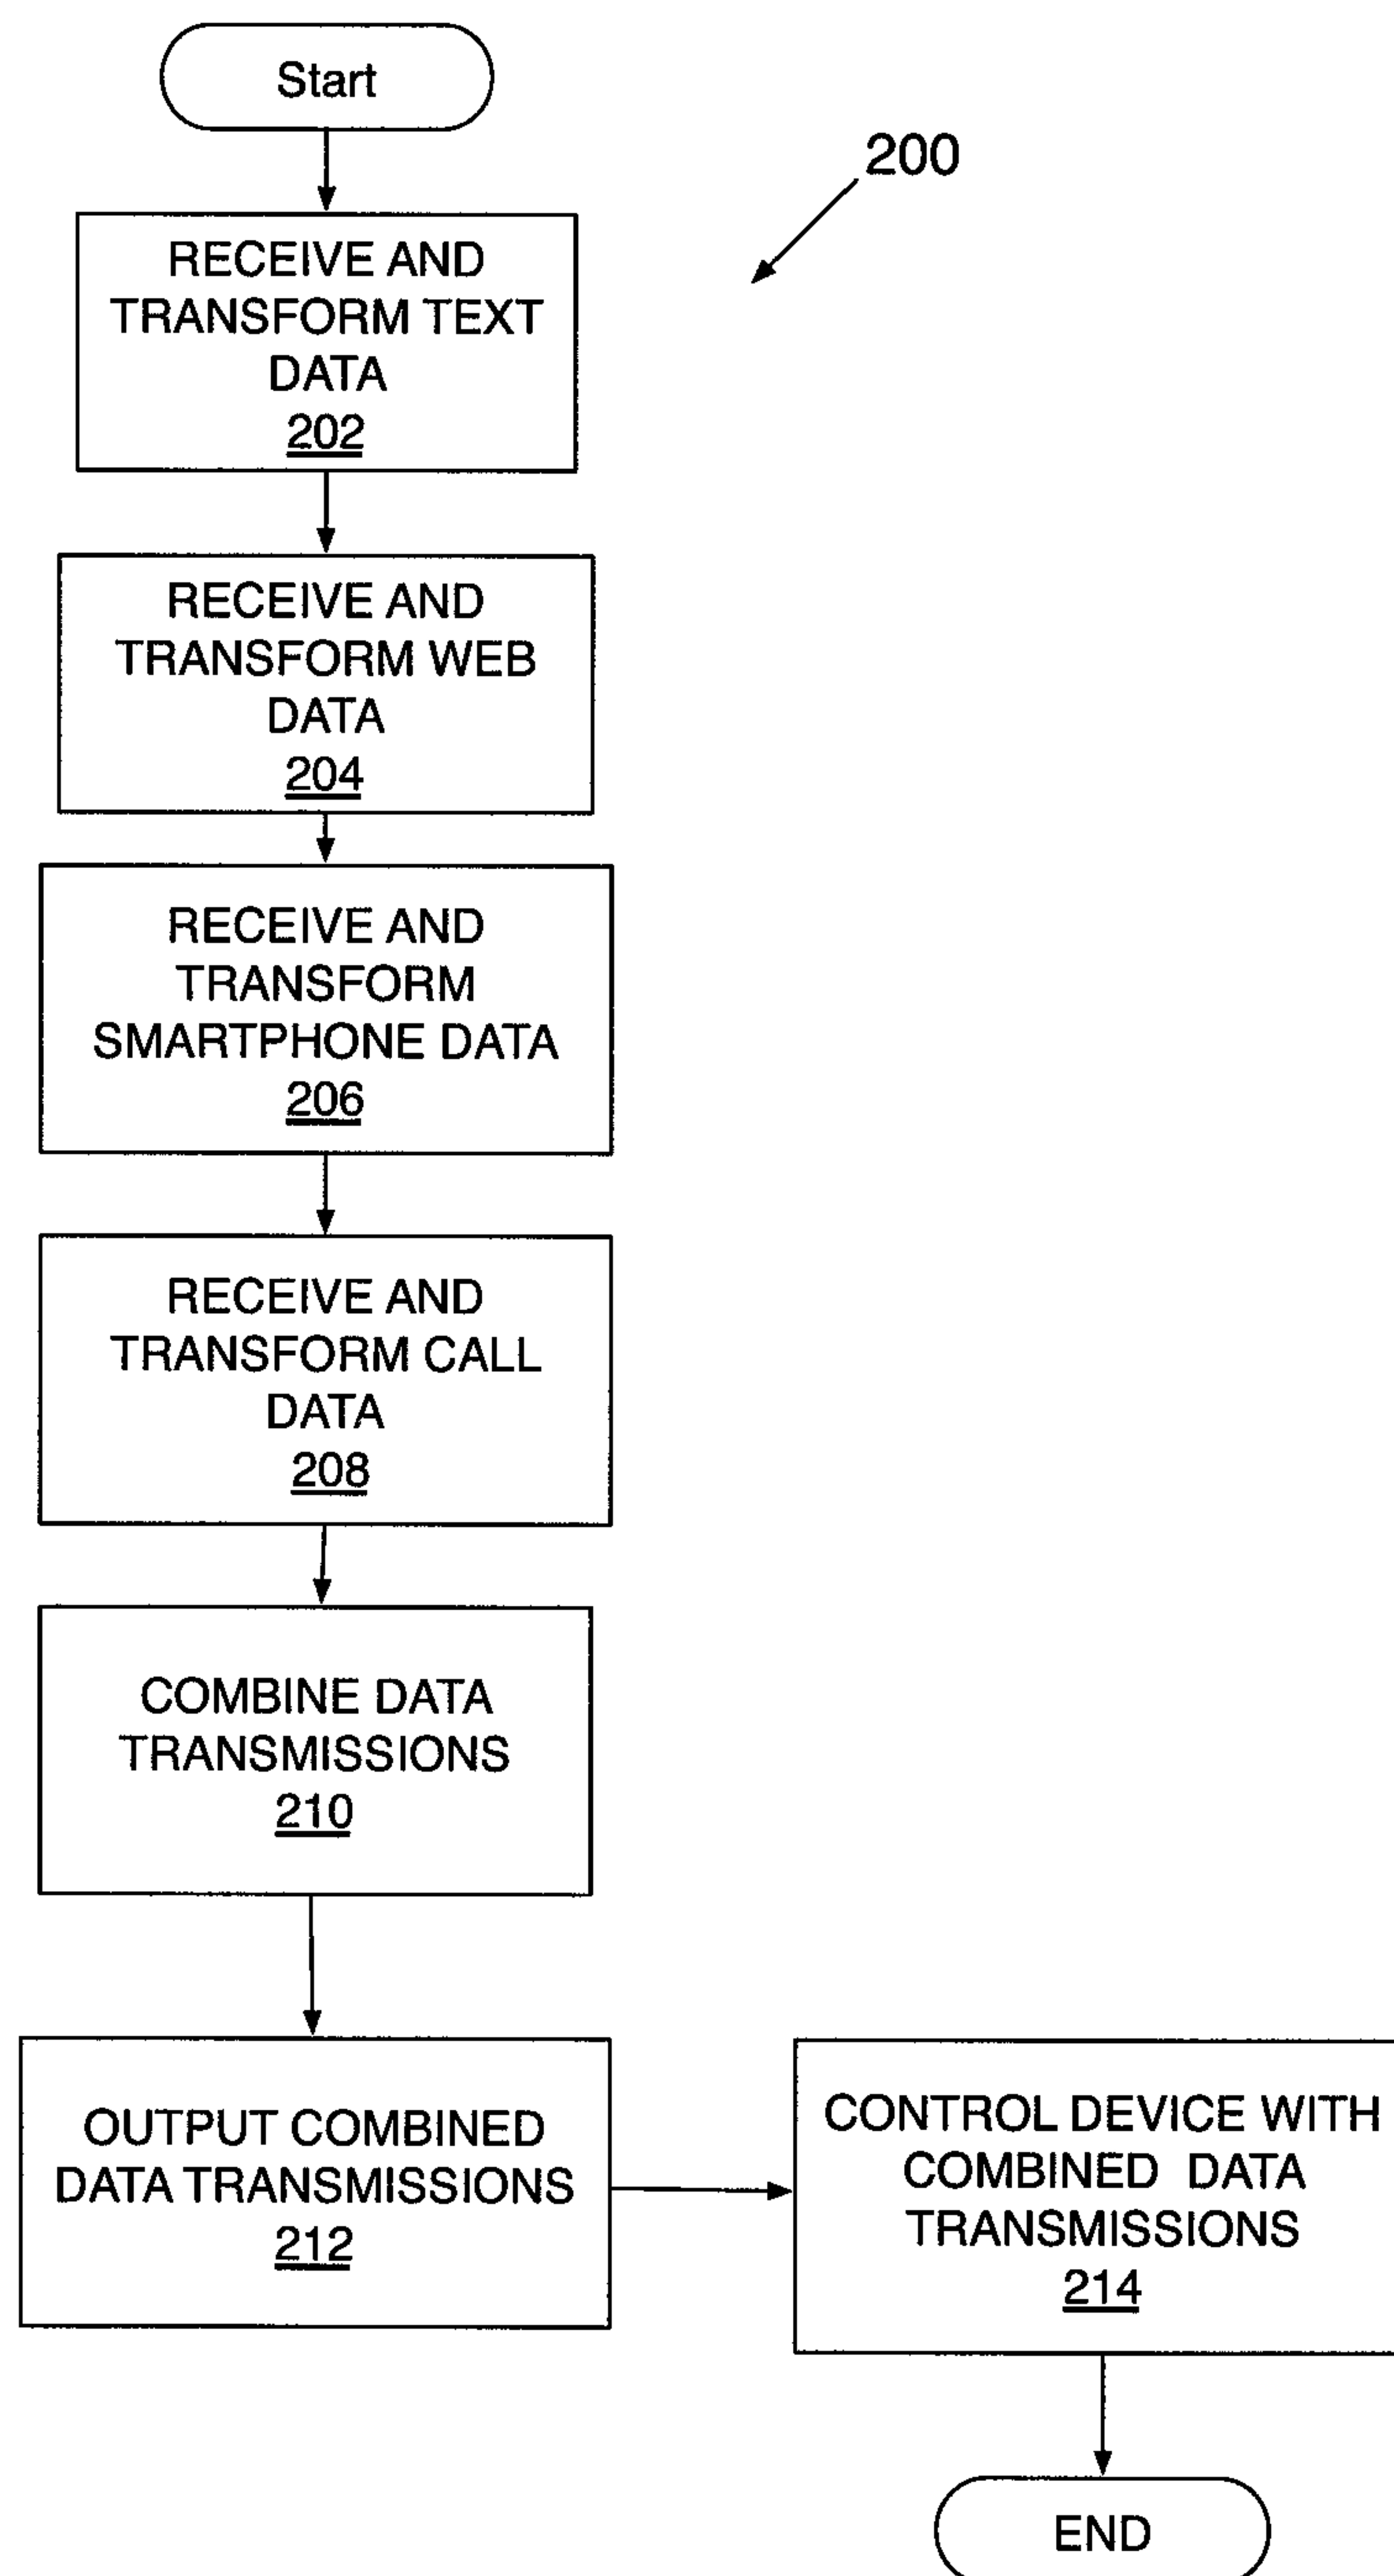 Start
200
RECEIVE AND
TRANSFORM TEXT
DATA
202
RECEIVE AND
TRANSFORM WEB
DATA
204
RECEIVE AND
TRANSFORM
SMARTPHONE DATA
206
RECEIVE AND
TRANSFORM CALL
DATA
208
COMBINE DATA
TRANSMISSIONS
210
OUTPUT COMBINED
DATA TRANSMISSIONS
212
CONTROL DEVICE WITH
COMBINED DATA
TRANSMISSIONS
214
END